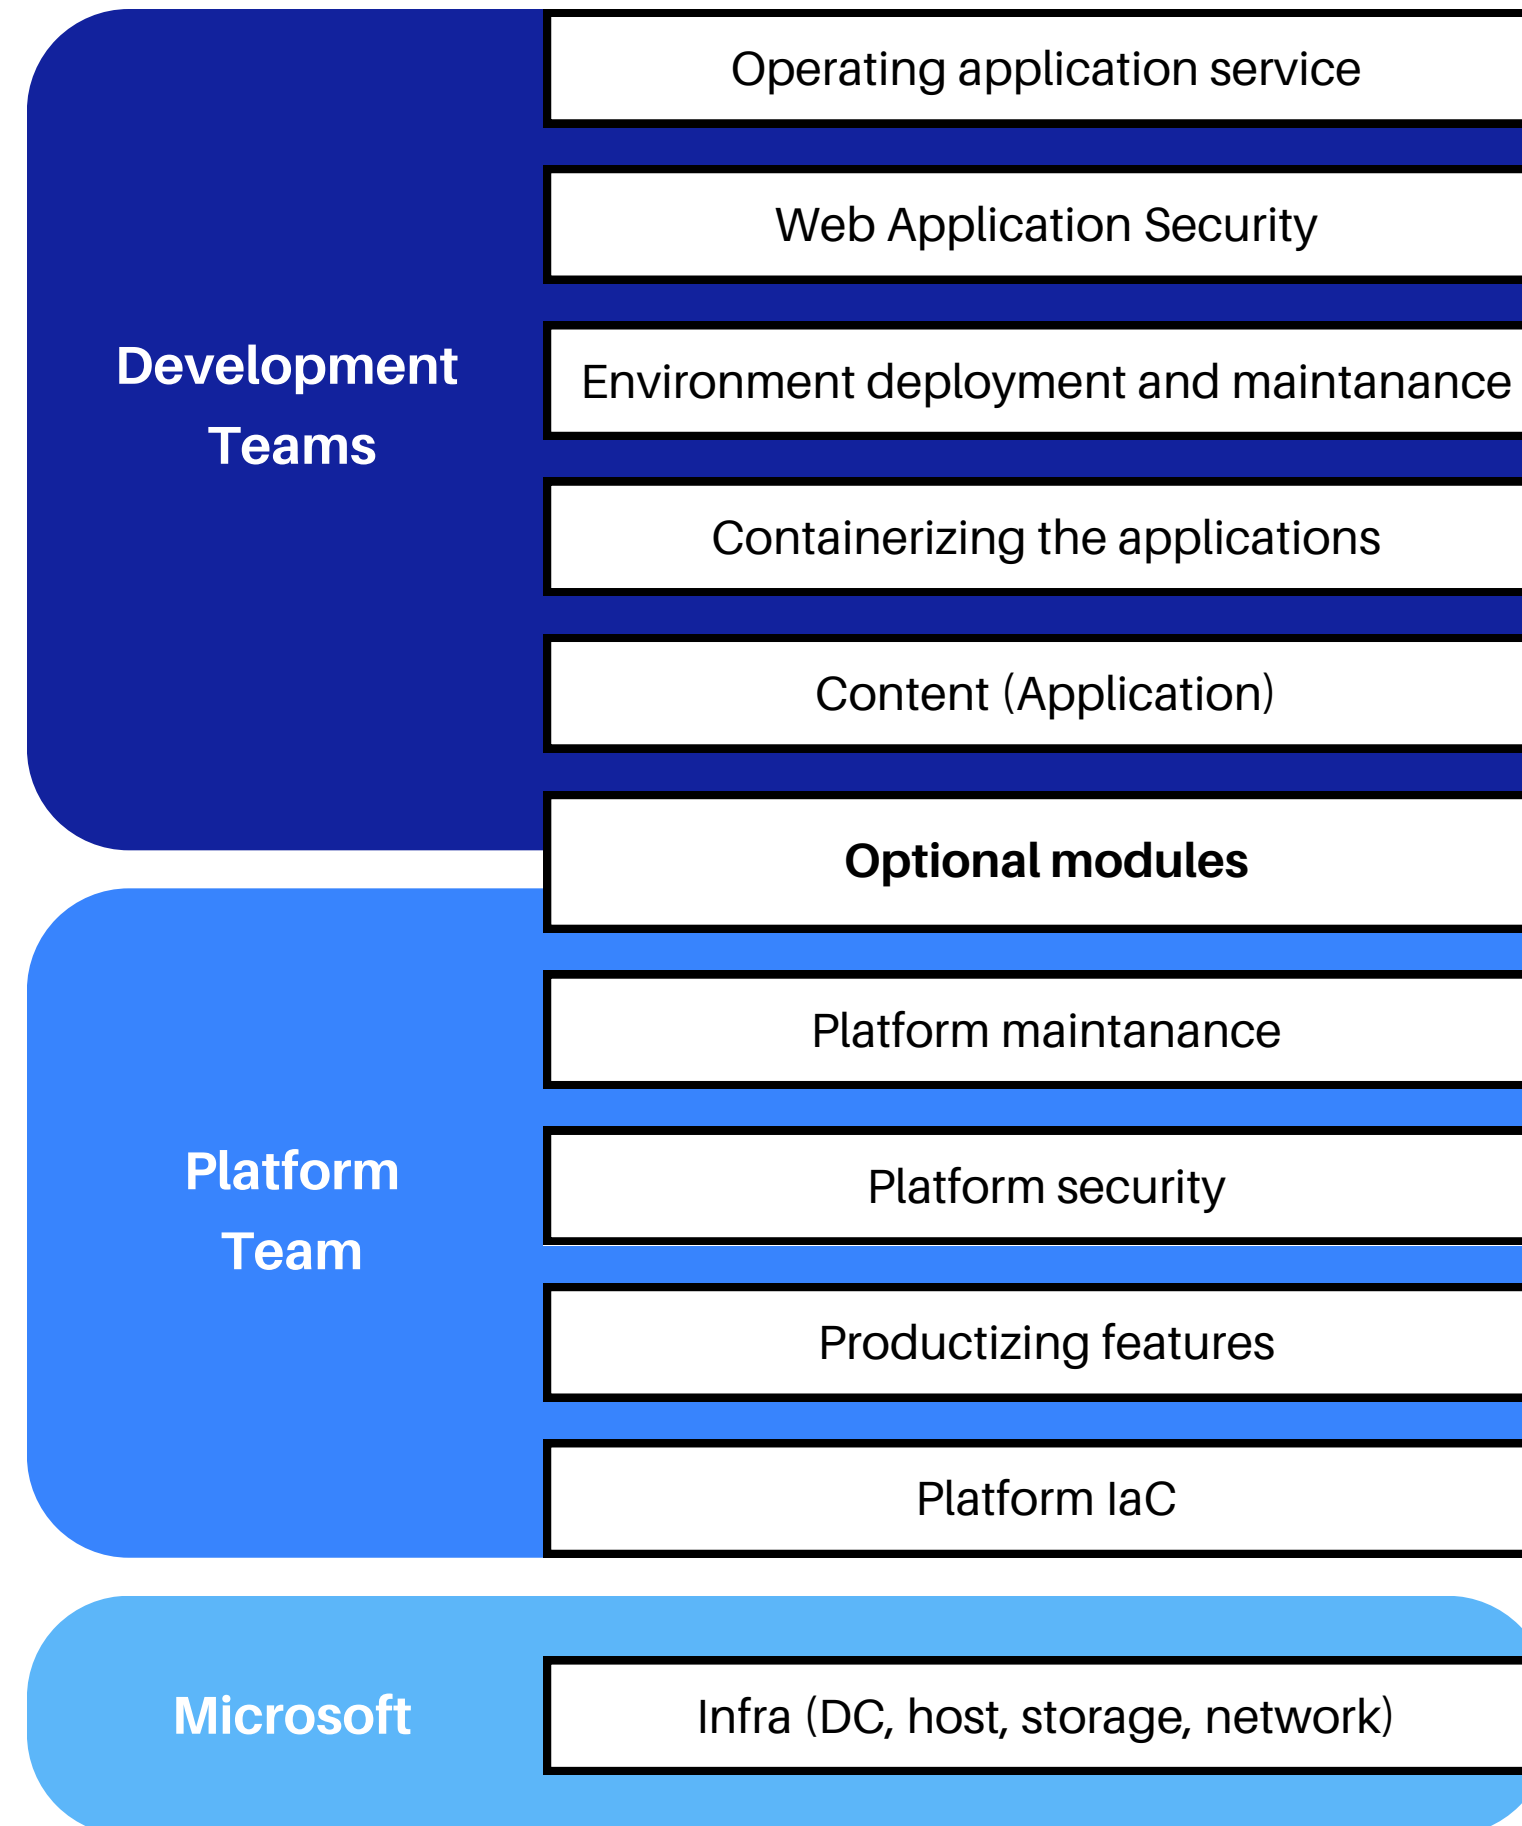 Operating application service
Web Application Security
Development
Teams
Environment deployment and maintanance
Containerizing the applications
Content (Application)
Optional modules
Platform maintanance
Platform
Team
Platform security
Productizing features
Platform IaC
Microsoft
Infra (DC, host, storage, network)